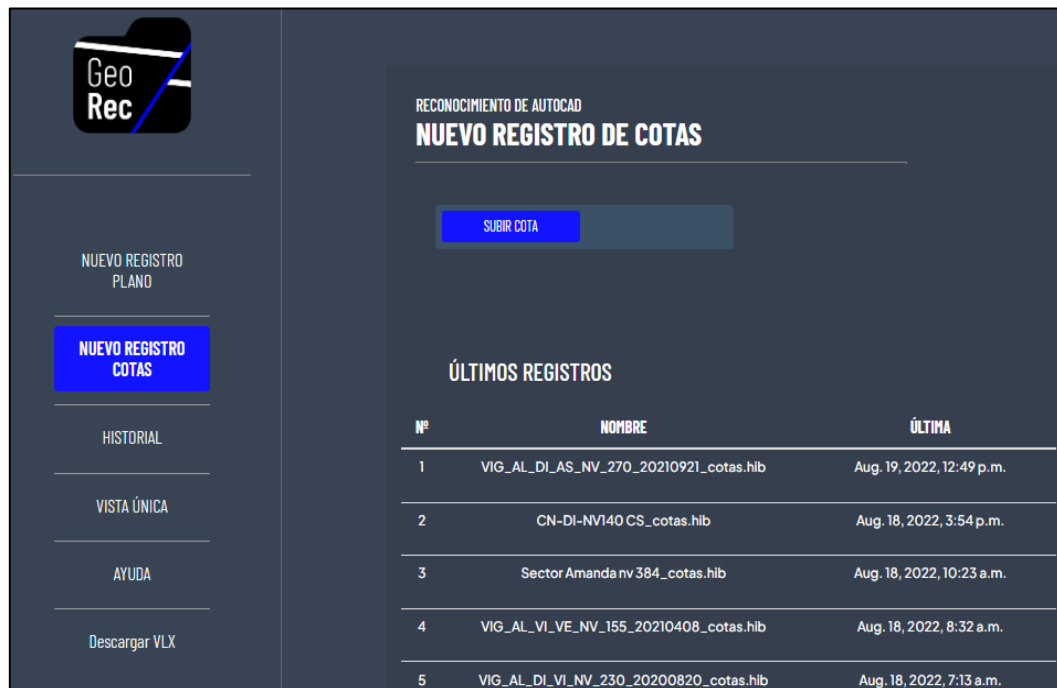 Geo
Rec
NUEVO REGISTRO
PLANO
NUEVO REGISTRO
COTAS
HISTORIAL
VISTA ÚNICA
AYUDA
Descargar VLX
RECONOCIMIENTO DE AUTOCAD
NUEVO REGISTRO DE COTAS
SUBIR COTA
ÚLTIMOS REGISTROS
Nº NOMBRE ÚLTIMA
1 VIG_AL_DI_AS_NV_270_20210921_cotas.hib Aug. 19, 2022, 12:49 p.m.
2 CN-DI-NV140 CS_cotas.hib Aug. 18, 2022, 3:54 p.m.
3 Sector Amanda nv 384_cotas.hib Aug. 18, 2022, 10:23 a.m.
4 VIG_AL_VI_VE_NV_155_20210408_cotas.hib Aug. 18, 2022, 8:32 a.m.
5 VIG_AL_DI_VI_NV_230_20200820_cotas.hib Aug. 18, 2022, 7:13 a.m.